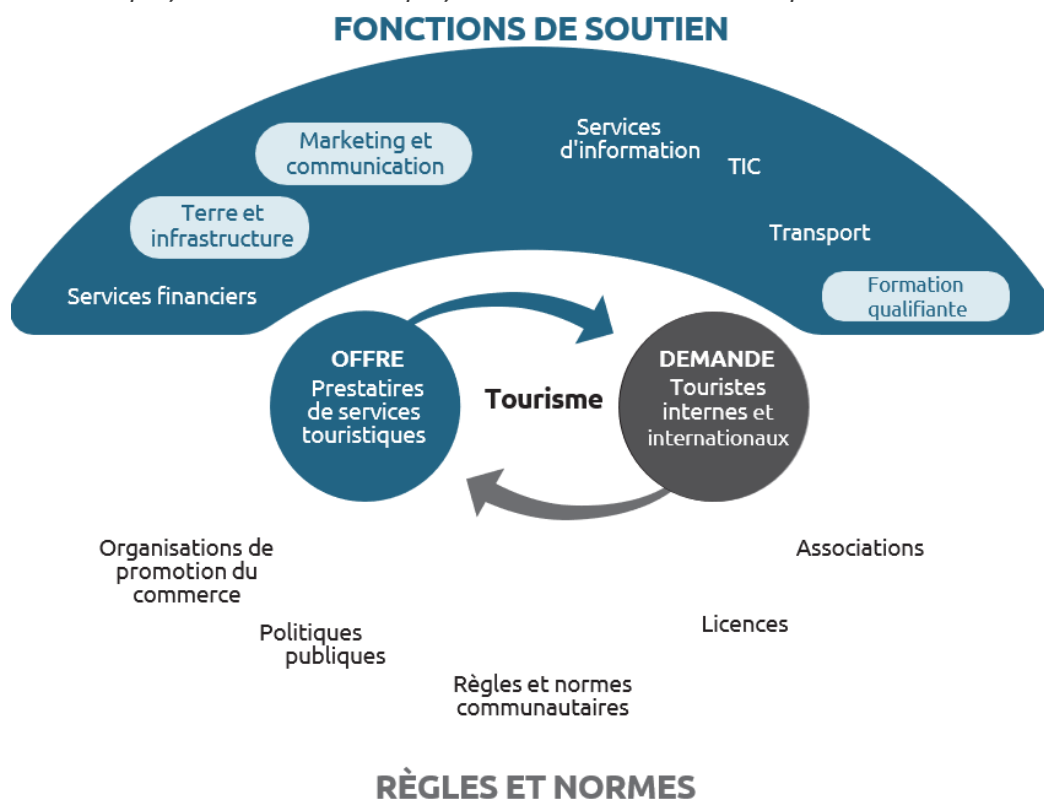 FONCTIONS DE SOUTIEN
Services
d'information
Marketing et
communication
TIC
Terre et
infrastructure
Transport
Services financiers
Formation
qualifiante
OFFRE
Prestatires
de services
touristiques
Tourisme
DEMANDE
Touristes
internes et
internationaux
Organisations de
promotion du
commerce
Associations
Politiques
publiques
Licences
Règles et normes
communautaires
RÈGLES ET NORMES